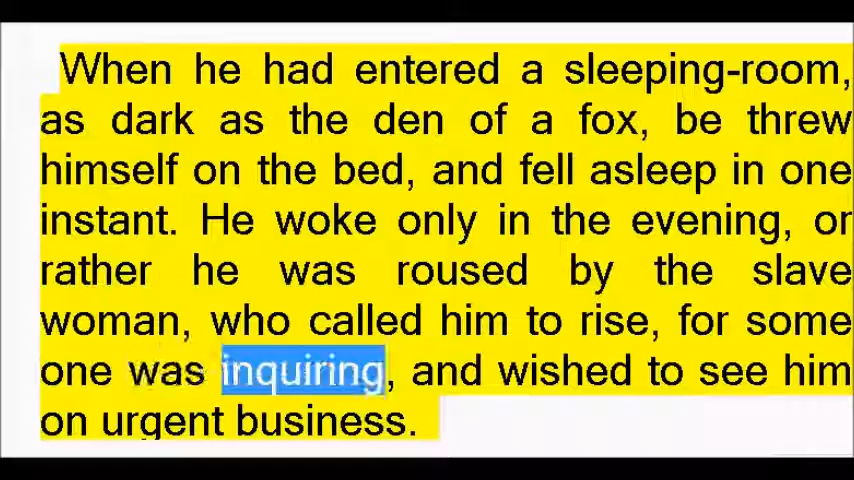 When he had entered a sleeping-room,
as dark as the den of a fox, be threw
himself on the bed, and fell asleep in one
instant. He woke only in the evening, or
rather he was roused by the slave
woman, who called him to rise, for some
one was inquiring, and wished to see him
on urgent business.